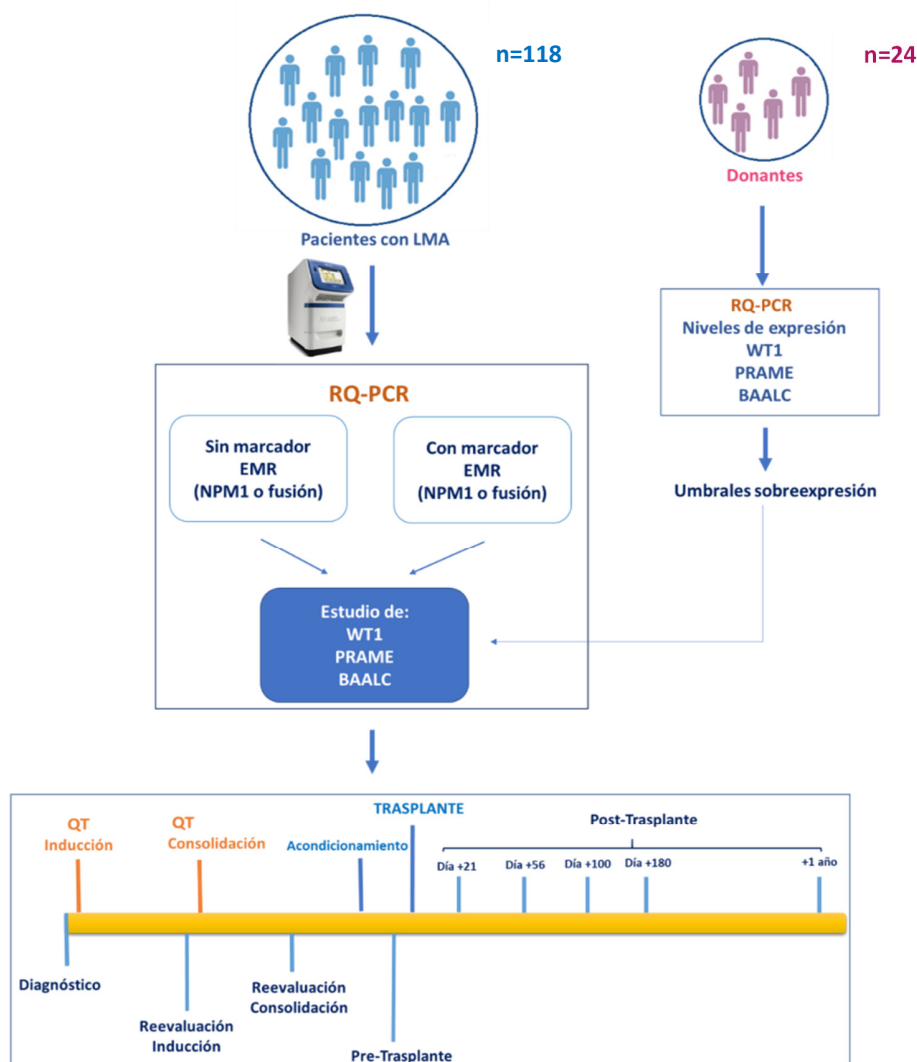 n=118
n=24
Pacientes con LMA
Donantes
RQ-PCR
Niveles de expresión
WT1
PRAME
BAALC
Umbrales sobreexpresión
RQ-PCR
Sin marcador
EMR
(NPM1 o fusión)
Con marcador
EMR
(NPM1 o fusión)
Estudio de:
WT1
PRAME
BAALC
TRASPLANTE
QT
Inducción
QT
Consolidación
Acondicionamiento
Post-Trasplante
Día +21
Día +56
Día +100
Día +180
+1 año
Diagnóstico
Reevaluación
Inducción
Reevaluación
Consolidación
Pre-Trasplante